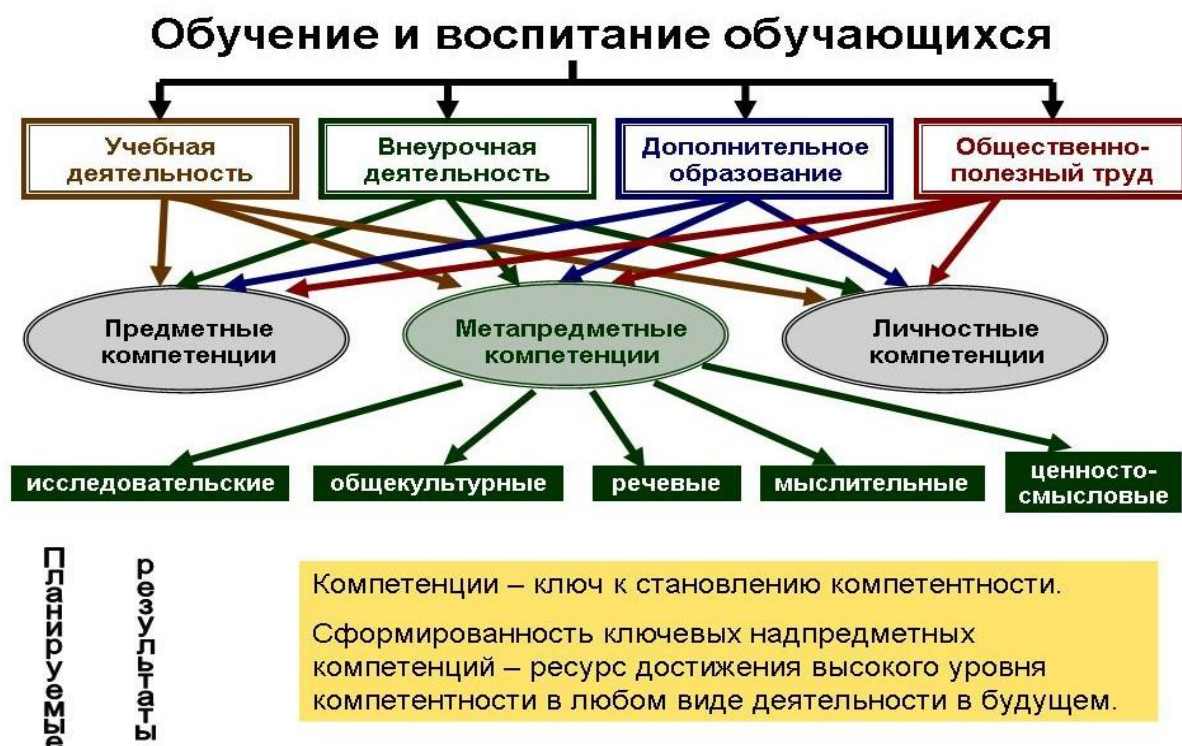 Обучение и воспитание обучающихся
Учебная
деятельность
Внеурочная
деятельность
Дополнительное
образование
Общественно-
полезный труд
Предметные
компетенции
Метапредметные
компетенции
Личностные
компетенции
исследовательские
общекультурные
речевые
мыслительные
ценносто-
смысловые
Планируемые
результаты
Компетенции – ключ к становлению компетентности.
Сформированность ключевых надпредметных
компетенций – ресурс достижения высокого уровня
компетентности в любом виде деятельности в будущем.